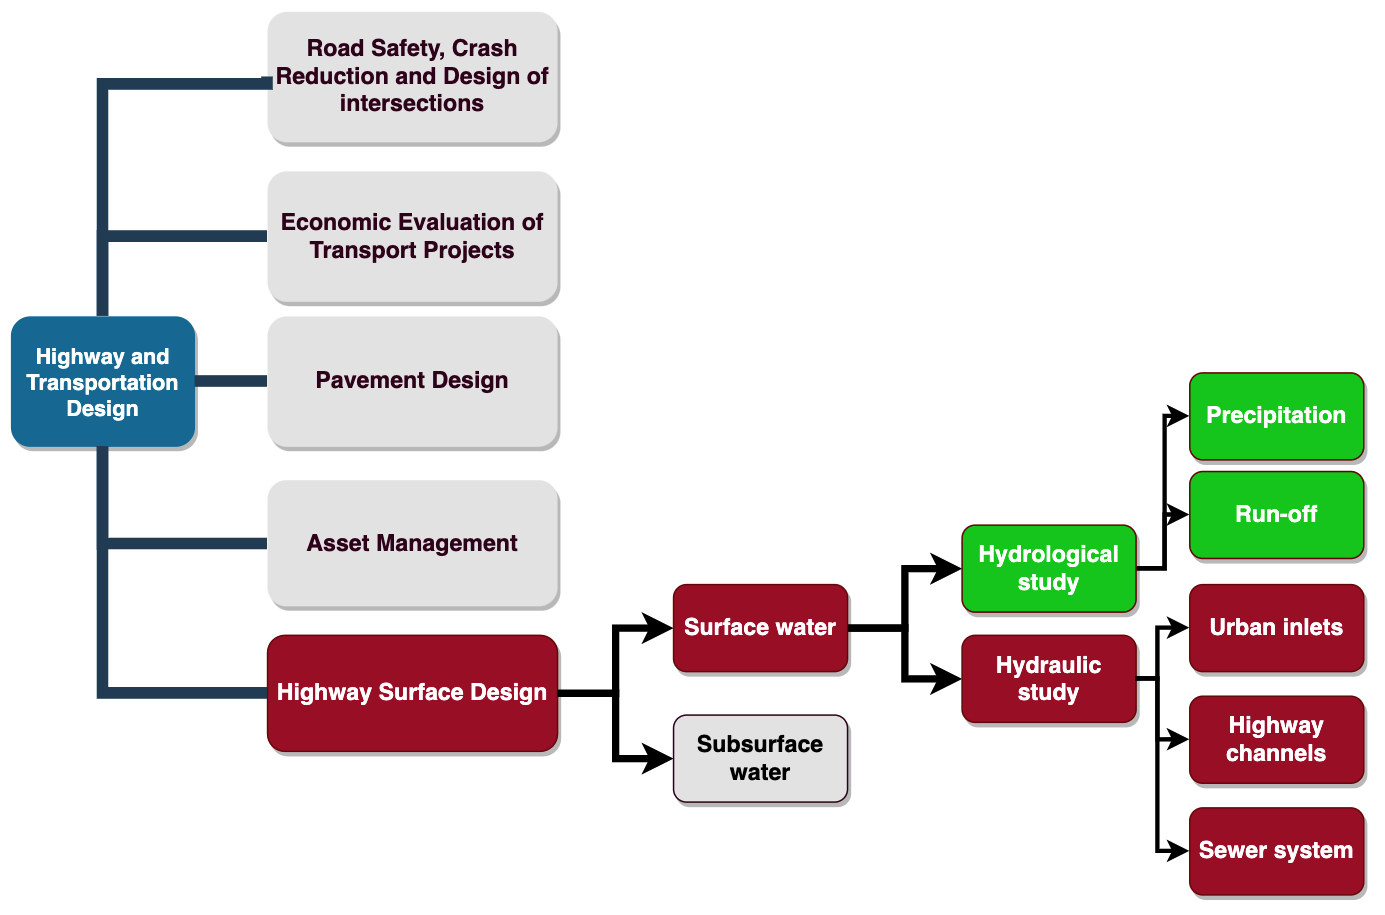 Road Safety, Crash
Reduction and Design of
intersections
Economic Evaluation of
Transport Projects
Highway and
Transportation
Design
Pavement Design
Asset Management
Highway Surface Design
Surface water
Subsurface
water
Hydrological
study
Hydraulic
study
Precipitation
Run-off
Urban inlets
Highway
channels
Sewer system